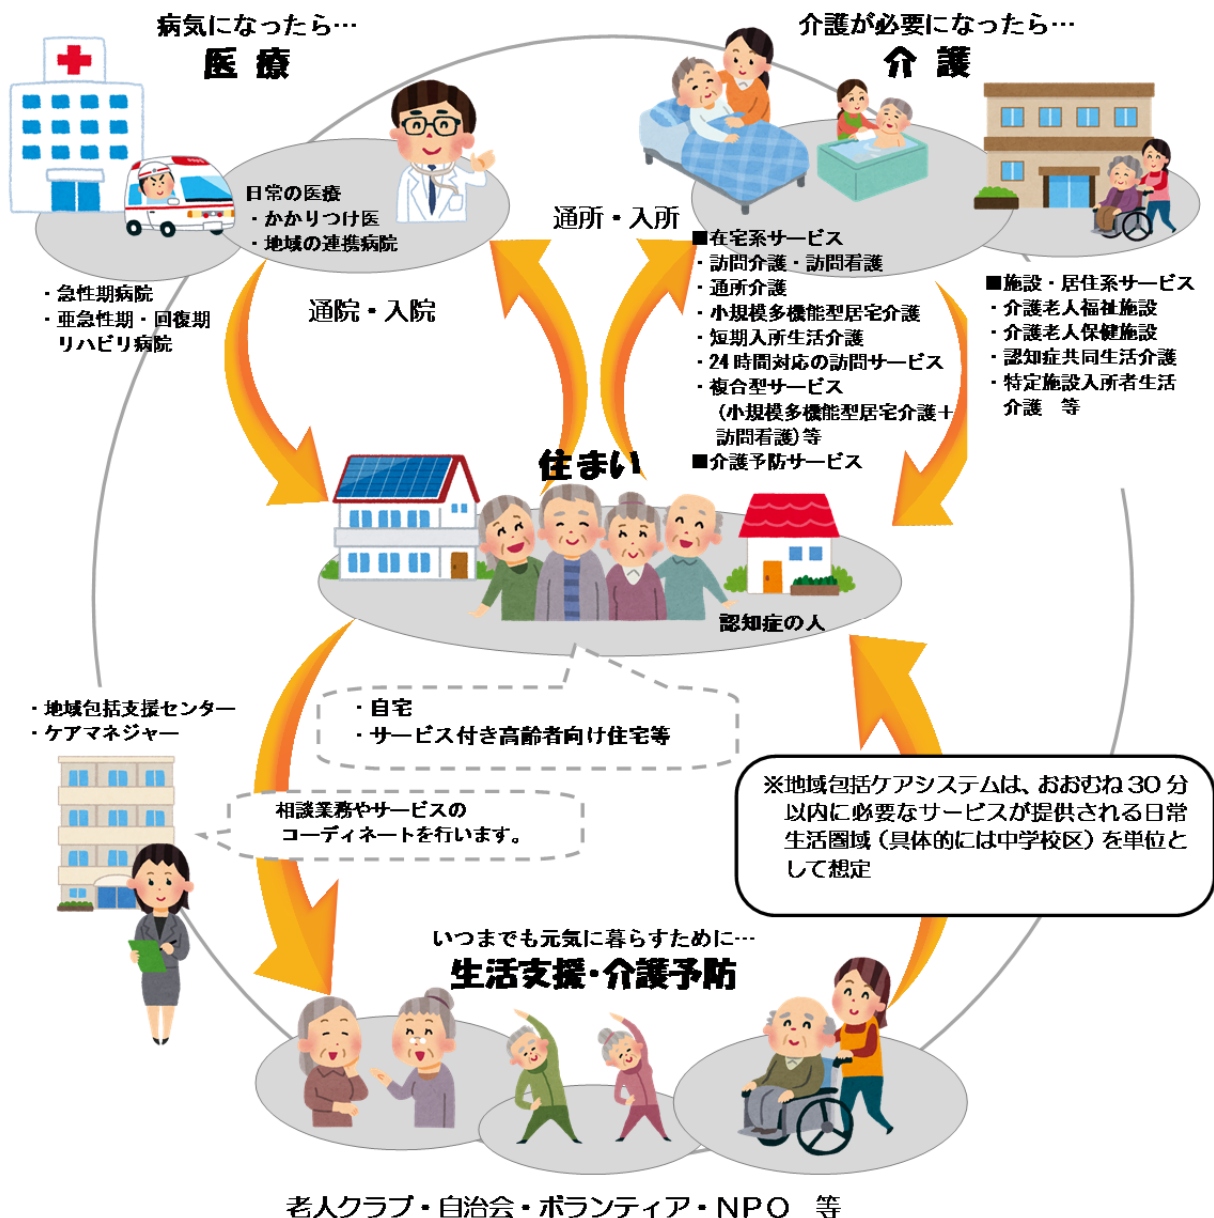 病気になったら…
医療
介護が必要になったら…
介護
日常の医療
・かかりつけ医
・地域の連携病院
・急性期病院
・亜急性期・回復期
リハビリ病院
通院・入院
通所・入所
■在宅系サービス
・訪問介護・訪問看護
・通所介護
・小規模多機能型居宅介護
・短期入所生活介護
・24時間対応の訪問サービス
・複合型サービス
(小規模多機能型居宅介護＋
訪問看護)等
■介護予防サービス
■施設・居住系サービス
・介護老人福祉施設
・介護老人保健施設
・認知症共同生活介護
・特定施設入所者生活
介護　等
住まい
認知症の人
・自宅
・サービス付き高齢者向け住宅等
・地域包括支援センター
・ケアマネジャー
相談業務やサービスの
コーディネートを行います。
※地域包括ケアシステムは、おおむね30分
以内に必要なサービスが提供される日常
生活圏域（具体的には中学校区）を単位と
して想定
いつまでも元気に暮らすために…
生活支援・介護予防
老人クラブ・自治会・ボランティア・NPO　等